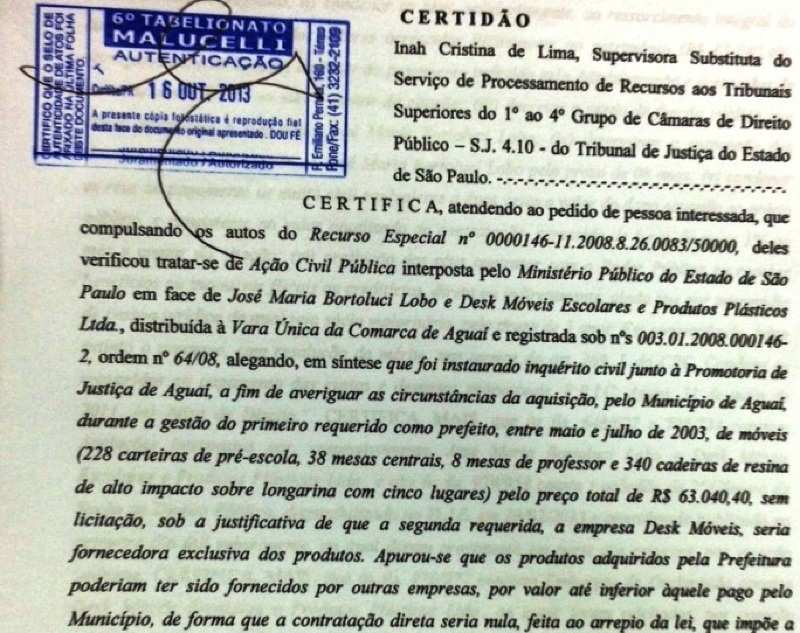 6º TABELIONATO
MALUCELLI
AUTENTICAÇÃO
16 OUT. 2013
A presente cópia fotostática é reprodução fiel
desta face do documento original apresentado. DOU FÉ
Juramentado / Autorizado
CERTIFICO QUE O SELO DE
AUTENTICIDADE DE ATOS FOI
FIXADO NA ÚLTIMA FOLHA
DESTE DOCUMENTO.
Fone/Fax: (41) 3232-2109
CERTIDÃO
Inah Cristina de Lima, Supervisora Substituta do
Serviço de Processamento de Recursos aos Tribunais
Superiores do 1º ao 4º Grupo de Câmaras de Direito
Público – S.J. 4.10 - do Tribunal de Justiça do Estado
de São Paulo. -.-.-.-.-.-.-.-.-.-.-.-.-.-.-.-.-.-.-.-.-.-.-.-.
CERTIFICA, atendendo ao pedido de pessoa interessada, que
compulsando os autos do Recurso Especial nº 0000146-11.2008.8.26.0083/50000, deles
verificou tratar-se de Ação Civil Pública interposta pelo Ministério Público do Estado de São
Paulo em face de José Maria Bortoluci Lobo e Desk Móveis Escolares e Produtos Plásticos
Ltda., distribuída à Vara Única da Comarca de Aguaí e registrada sob nºs 003.01.2008.000146-
2, ordem nº 64/08, alegando, em síntese que foi instaurado inquérito civil junto à Promotoria de
Justiça de Aguaí, a fim de averiguar as circunstâncias da aquisição, pelo Município de Aguaí,
durante a gestão do primeiro requerido como prefeito, entre maio e julho de 2003, de móveis
(228 carteiras de pré-escola, 38 mesas centrais, 8 mesas de professor e 340 cadeiras de resina
de alto impacto sobre longarina com cinco lugares) pelo preço total de R$ 63.040,40, sem
licitação, sob a justificativa de que a segunda requerida, a empresa Desk Móveis, seria
fornecedora exclusiva dos produtos. Apurou-se que os produtos adquiridos pela Prefeitura
poderiam ter sido fornecidos por outras empresas, por valor até inferior àquele pago pelo
Município, de forma que a contratação direta seria nula, feita ao arrepio da lei, que impõe a